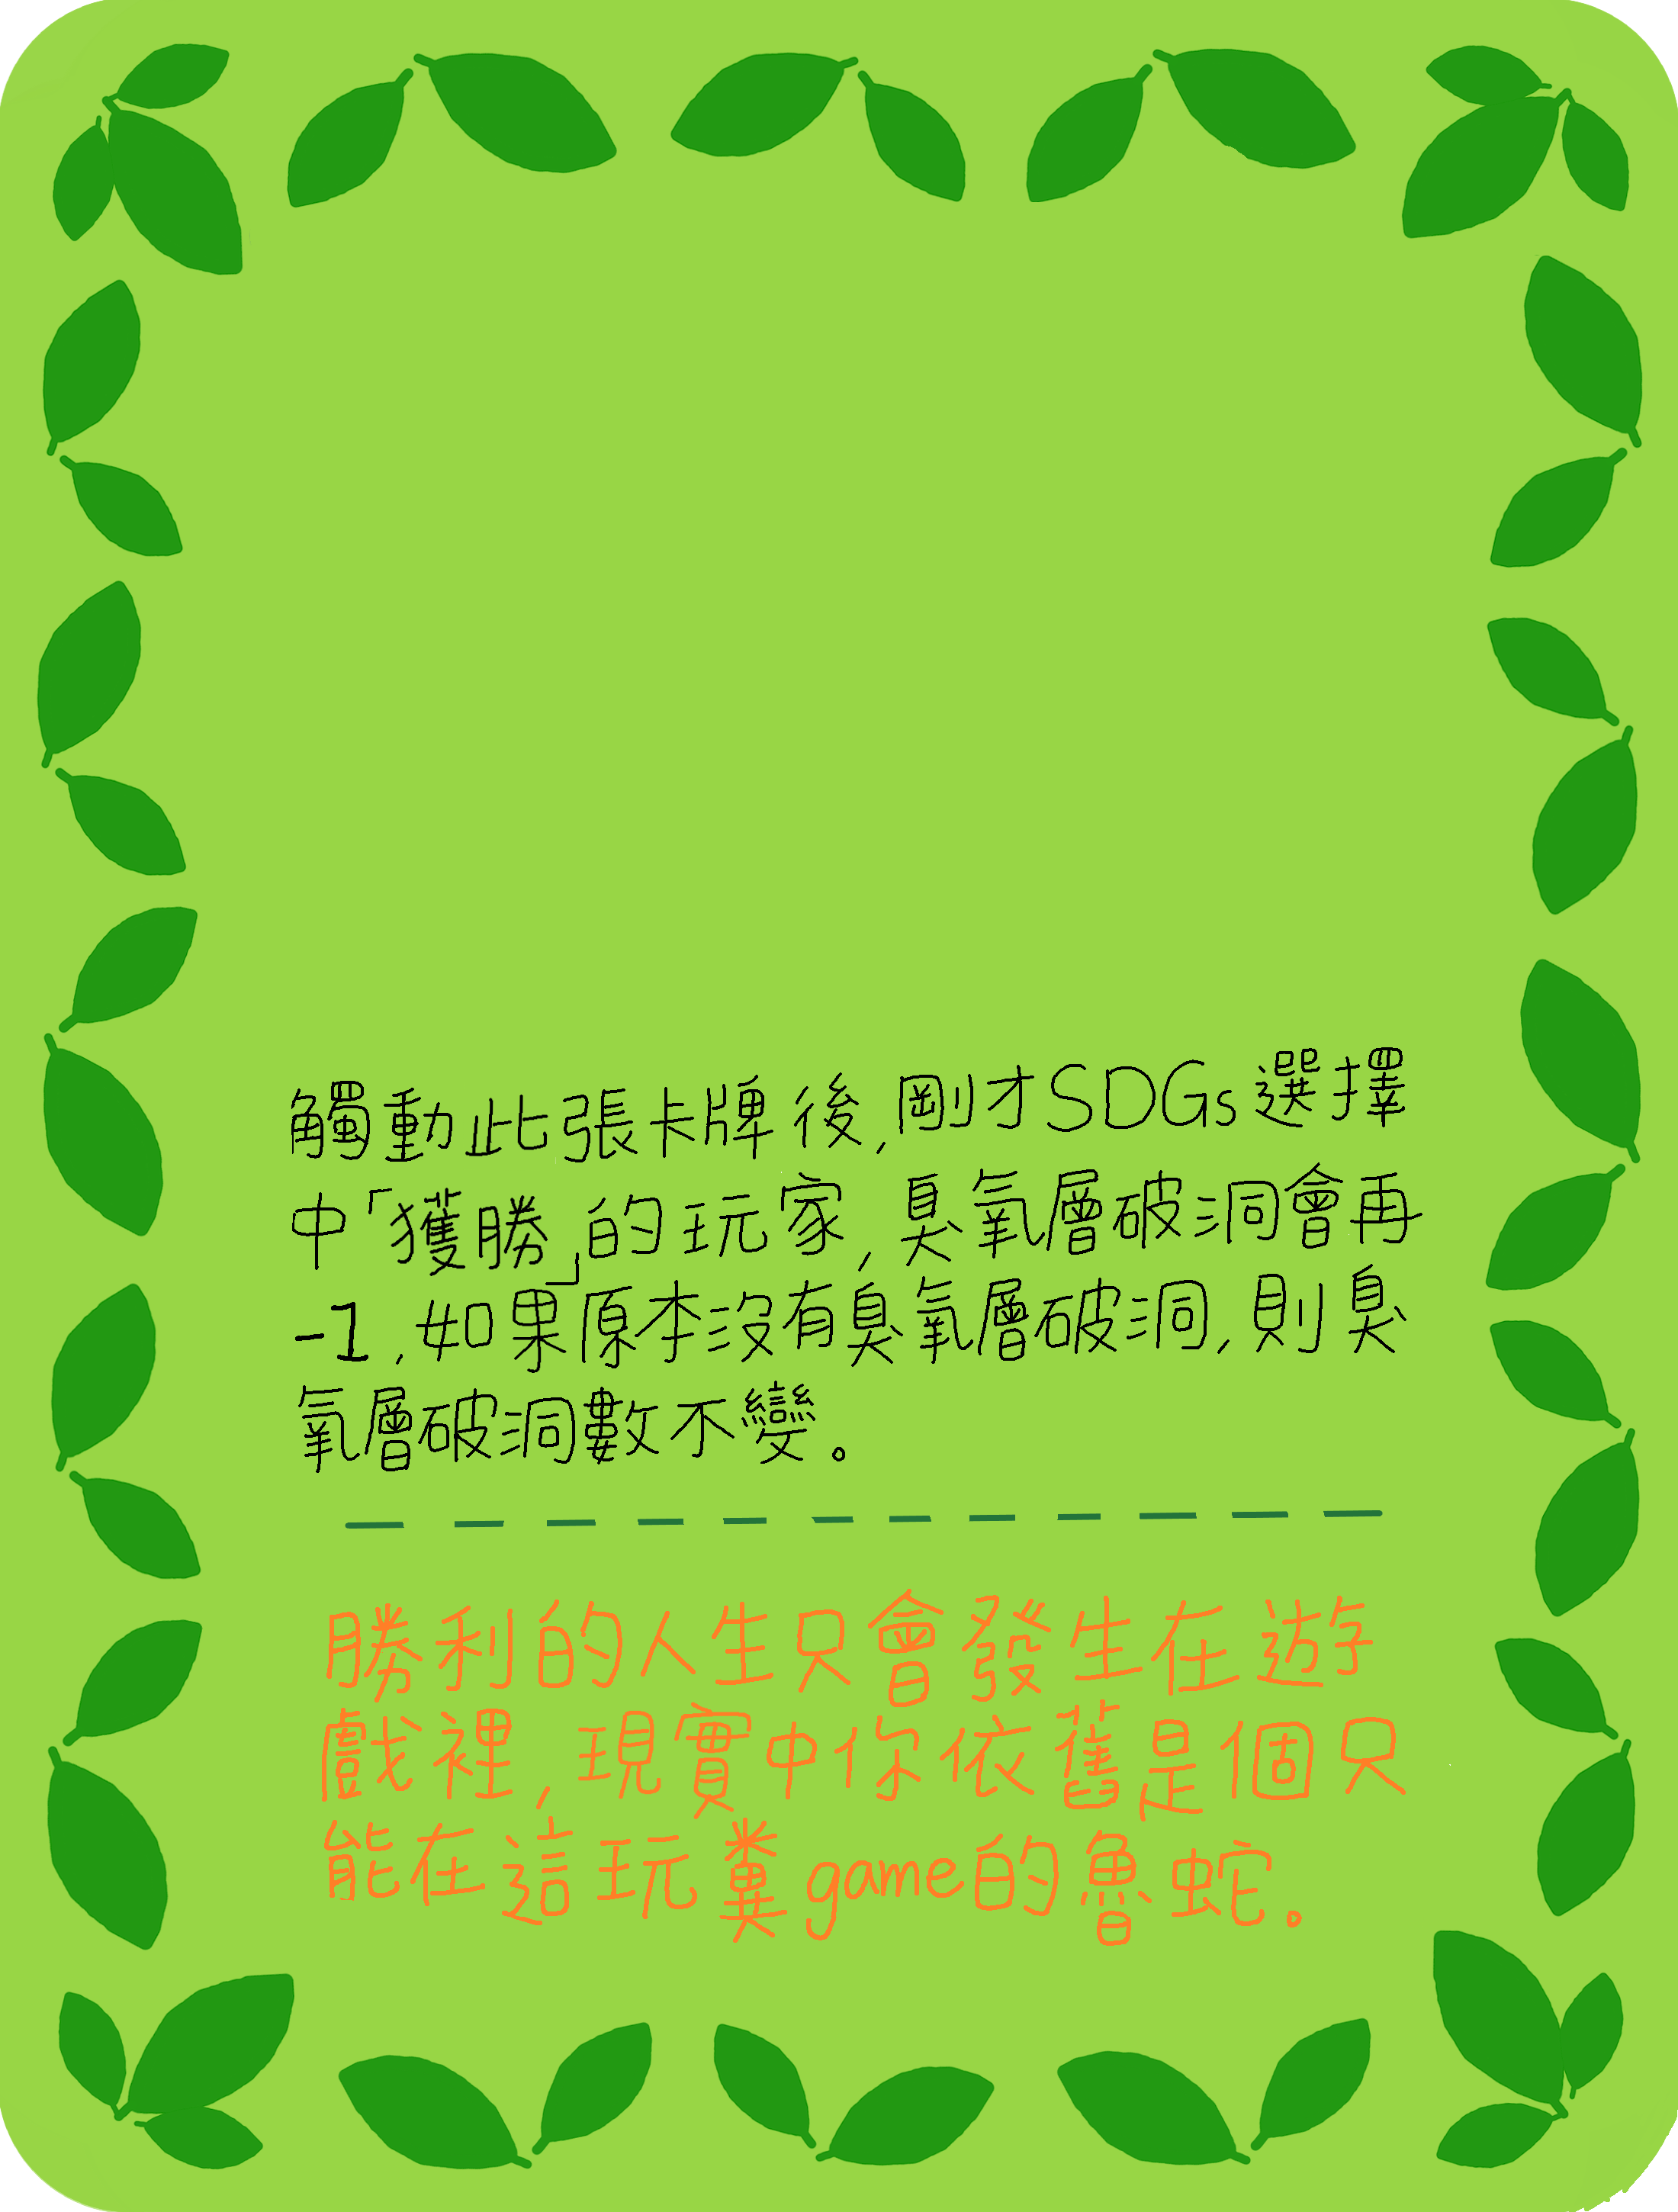 觸動此張卡牌後,剛才SDGs選擇
中「獲勝」的玩家,臭氧層破洞會再
-1,如果原本沒有臭氧層破洞,則臭
氧層破洞數不變。
勝利的人生只會發生在遊
戲裡,現實中你依舊是個只
能在這玩糞game的魯蛇。